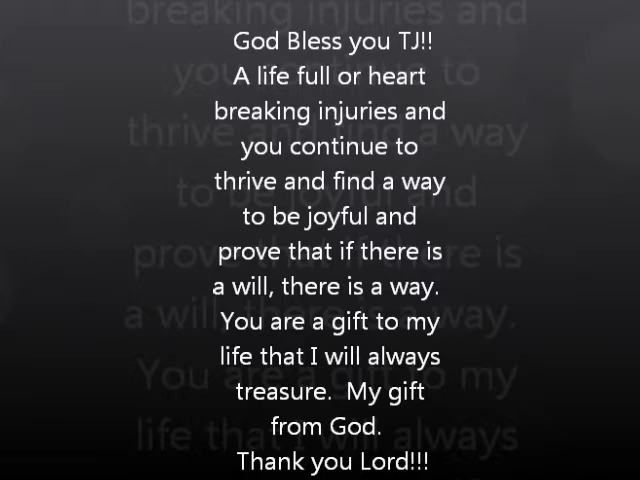 God Bless you TJ!!
A life full or heart
breaking injuries and
you continue to
thrive and find a way
to be joyful and
prove that if there is
a will, there is a way.
You are a gift to my
life that I will always
treasure.  My gift
from God.
Thank you Lord!!!